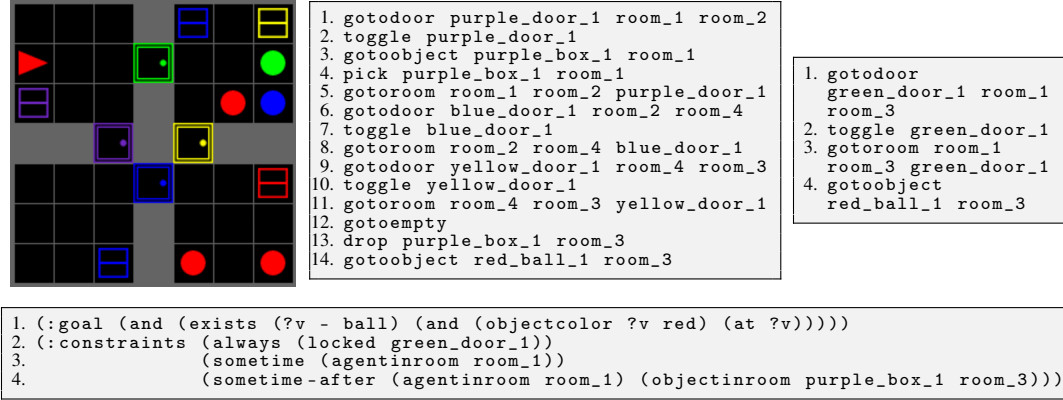 1. gotodoor purple_door_1 room_1 room_2
2. toggle purple_door_1
3. gotoobject purple_box_1 room_1
4. pick purple_box_1 room_1
5. gotoroom room_1 room_2 purple_door_1
6. gotodoor blue_door_1 room_2 room_4
7. toggle blue_door_1
8. gotoroom room_2 room_4 blue_door_1
9. gotodoor yellow_door_1 room_4 room_3
10. toggle yellow_door_1
11. gotoroom room_4 room_3 yellow_door_1
12. gotoempty
13. drop purple_box_1 room_3
14. gotoobject red_ball_1 room_3
1. gotodoor
green_door_1 room_1
room_3
2. toggle green_door_1
3. gotoroom room_1
room_3 green_door_1
4. gotoobject
red_ball_1 room_3
1. (:goal (and (exists (?v - ball) (and (objectcolor ?v red) (at ?v)))))
2. (:constraints (always (locked green_door_1))
3. (sometime (agentinroom room_1))
4. (sometime-after (agentinroom room_1) (objectinroom purple_box_1 room_3)))